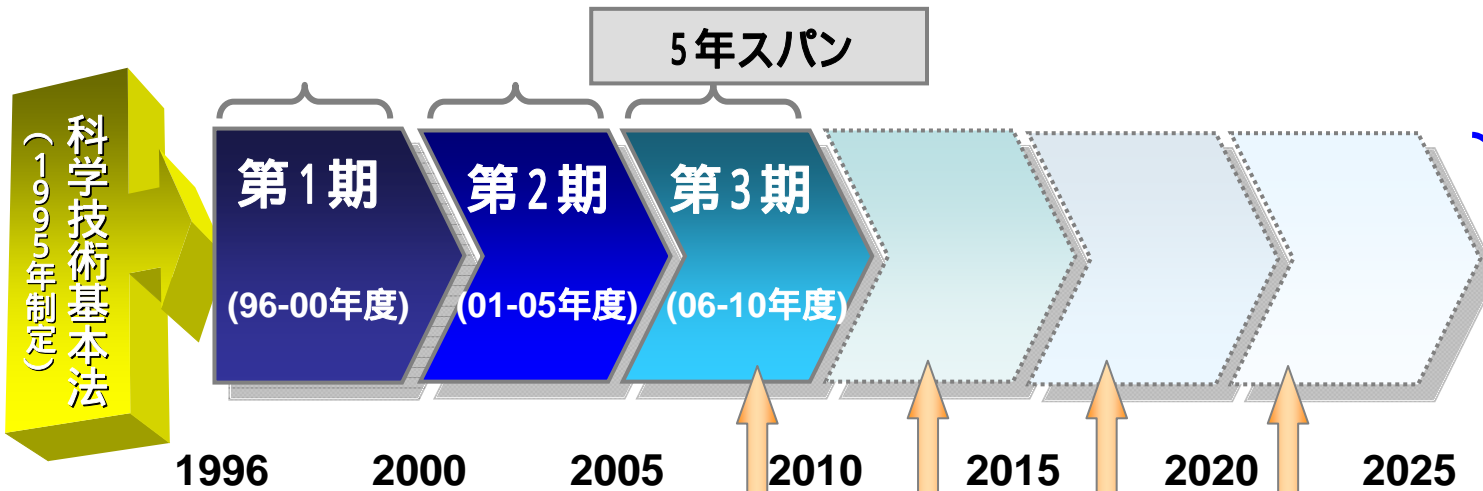 5年スパン
科学技術基本法
(1995年制定)
第1期
(96-00年度)
第2期
(01-05年度)
第3期
(06-10年度)
1996 2000 2005 2010 2015 2020 2025